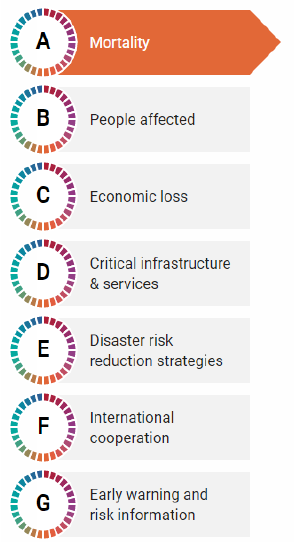 A
Mortality
B
People affected
C
Economic loss
D
Critical infrastructure
& services
E
Disaster risk
reduction strategies
F
International
cooperation
G
Early warning and
risk information